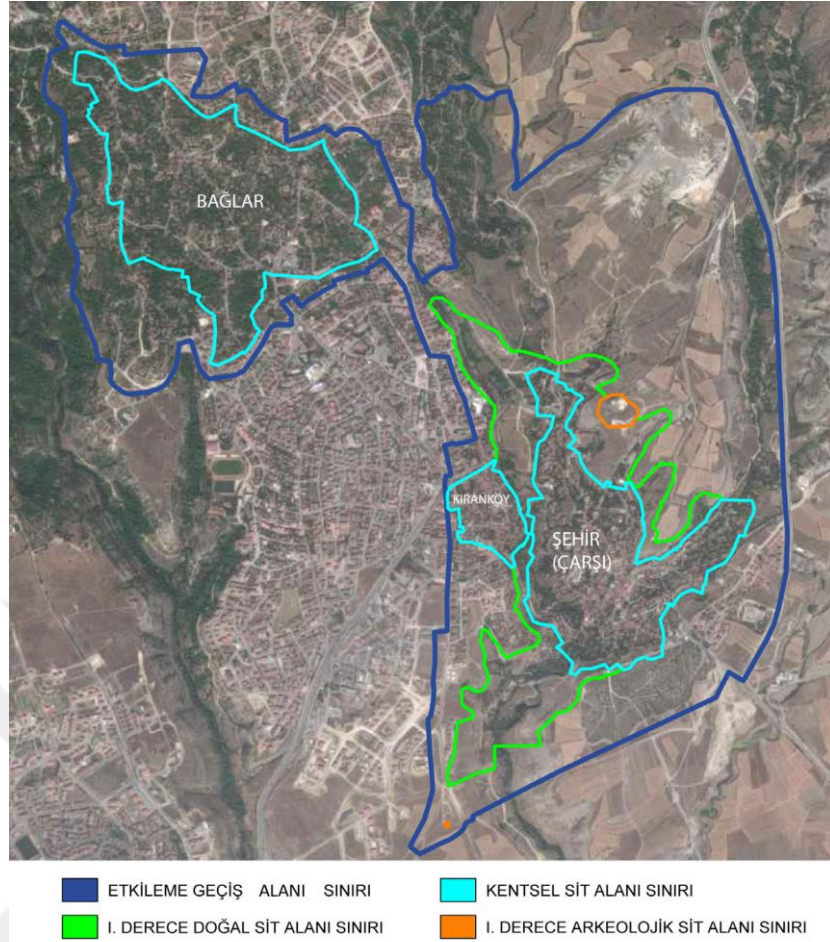 BAĞLAR
KIRANKÖY
ŞEHİR
(ÇARŞI)
ETKİLEME GEÇİŞ ALANI SINIRI
KENTSEL SİT ALANI SINIRI
I. DERECE DOĞAL SİT ALANI SINIRI
I. DERECE ARKEOLOJİK SİT ALANI SINIRI